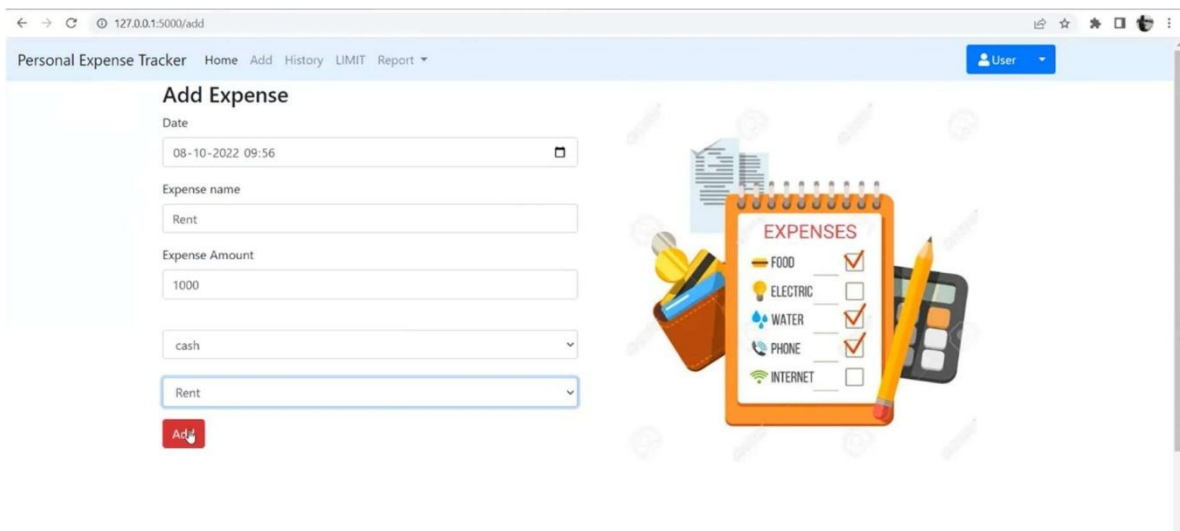 127.0.0.1:5000/add
Personal Expense Tracker Home Add History LIMIT Report User
Add Expense
Date
08-10-2022 09:56
Expense name
Rent
Expense Amount
1000
cash
Rent
Add
EXPENSES
FOOD
ELECTRIC
WATER
PHONE
INTERNET